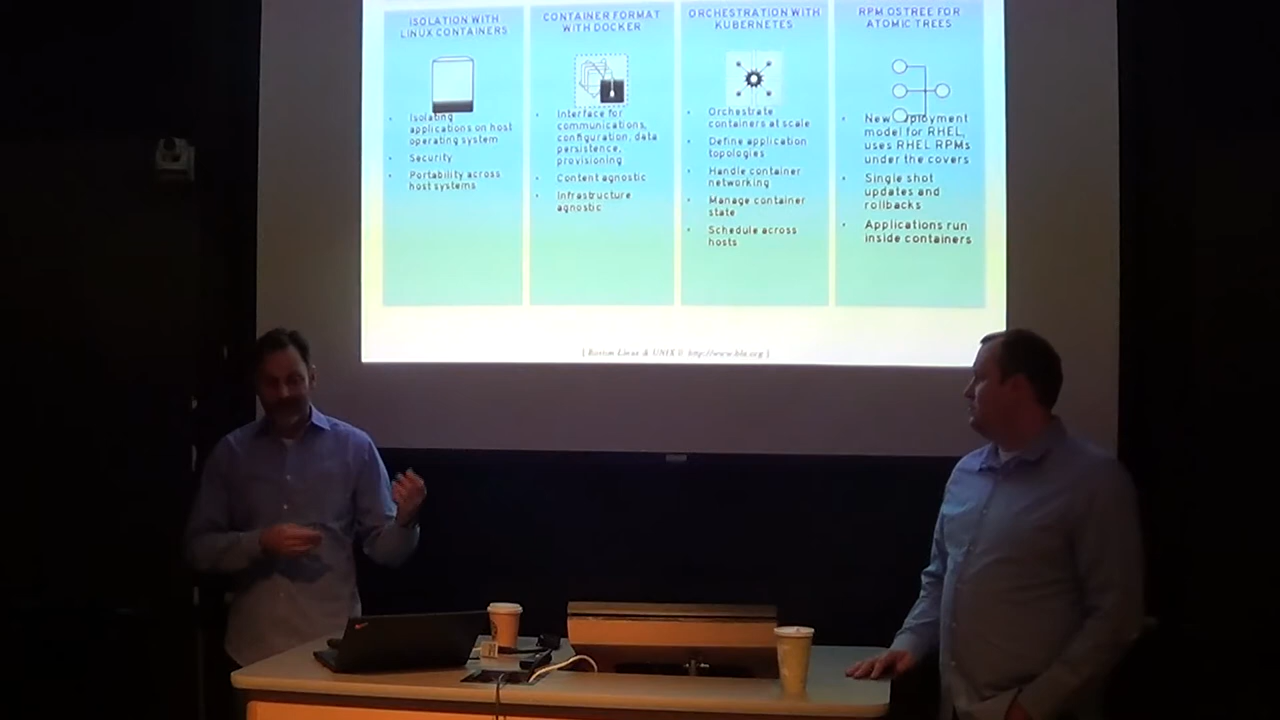 ISOLATION WITH
LINUX CONTAINERS
Isolating
applications on host
operating system
Security
Portability across
host systems
CONTAINER FORMAT
WITH DOCKER
Interface for
communications,
configuration, data
persistence,
provisioning
Content agnostic
Infrastructure
agnostic
ORCHESTRATION WITH
KUBERNETES
Orchestrate
containers at scale
Define application
topologies
Handle container
networking
Manage container
state
Schedule across
hosts
RPM OSTREE FOR
ATOMIC TREES
New
model for RHEL,
uses RHEL RPMs
under the covers
Single shot
updates and
rollbacks
Applications run
inside containers
[ Boston Linux & UNIX http://www.blu.org ]